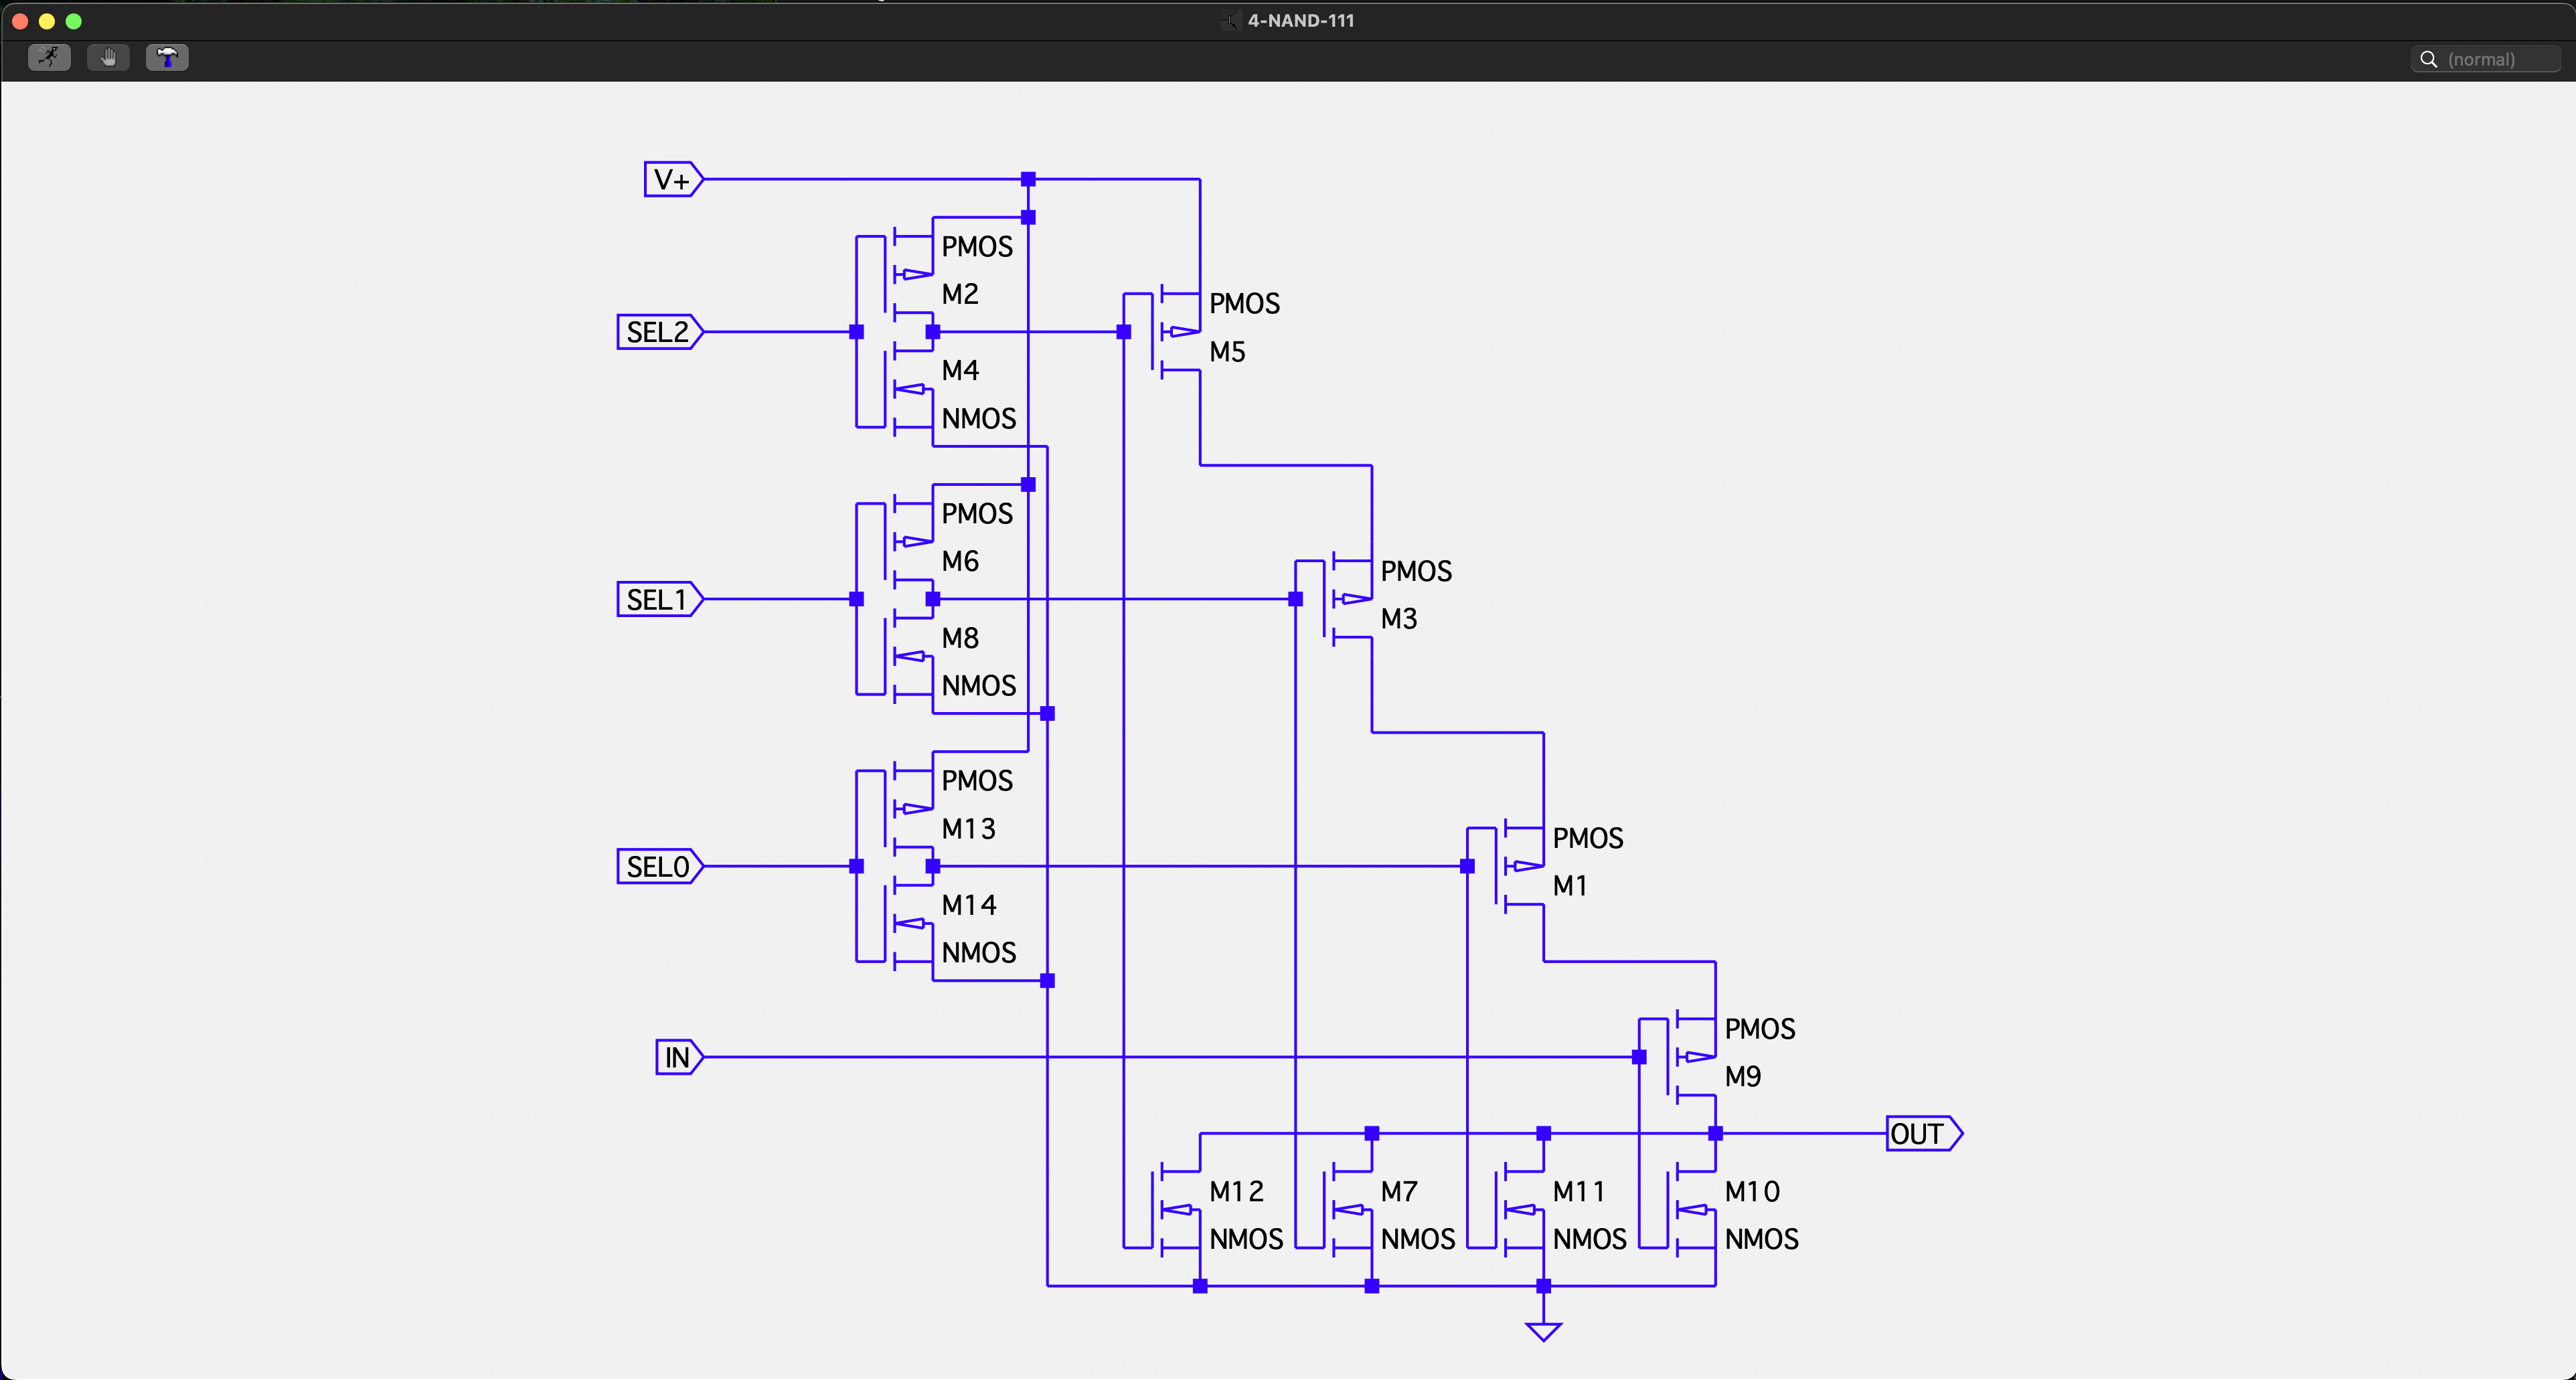 4-NAND-111
(normal)
V+
PMOS
M2
SEL2
PMOS
M5
M4
NMOS
PMOS
M6
SEL1
PMOS
M3
M8
NMOS
PMOS
M13
SEL0
PMOS
M1
M14
NMOS
IN
PMOS
M9
OUT
M12
NMOS
M7
NMOS
M11
NMOS
M10
NMOS